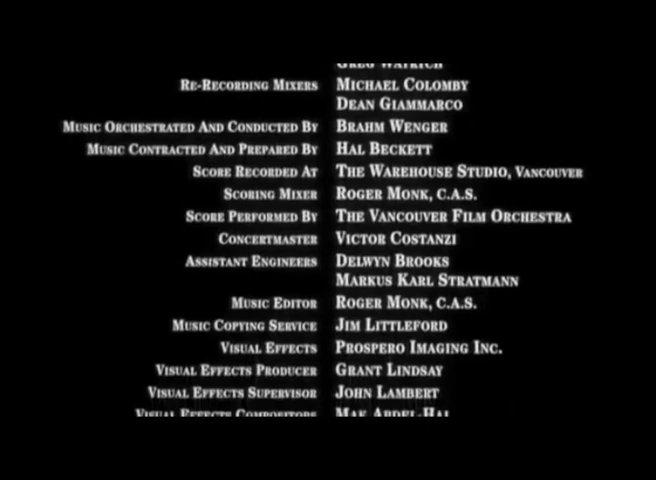 RE-RECORDING MIXERS MICHAEL COLOMBY
DEAN GIAMMARCO
MUSIC ORCHESTRATED AND CONDUCTED BY BRAHM WENGER
MUSIC CONTRACTED AND PREPARED BY HAL BECKETT
SCORE RECORDED AT THE WAREHOUSE STUDIO, VANCOUVER
SCORING MIXER ROGER MONK, C.A.S.
SCORE PERFORMED BY THE VANCOUVER FILM ORCHESTRA
CONCERTMASTER VICTOR COSTANZI
ASSISTANT ENGINEERS DELWYN BROOKS
MARKUS KARL STRATMANN
MUSIC EDITOR ROGER MONK, C.A.S.
MUSIC COPYING SERVICE JIM LITTLEFORD
VISUAL EFFECTS PROSPERO IMAGING INC.
VISUAL EFFECTS PRODUCER GRANT LINDSAY
VISUAL EFFECTS SUPERVISOR JOHN LAMBERT
VISUAL EFFECTS COMPOSITORS